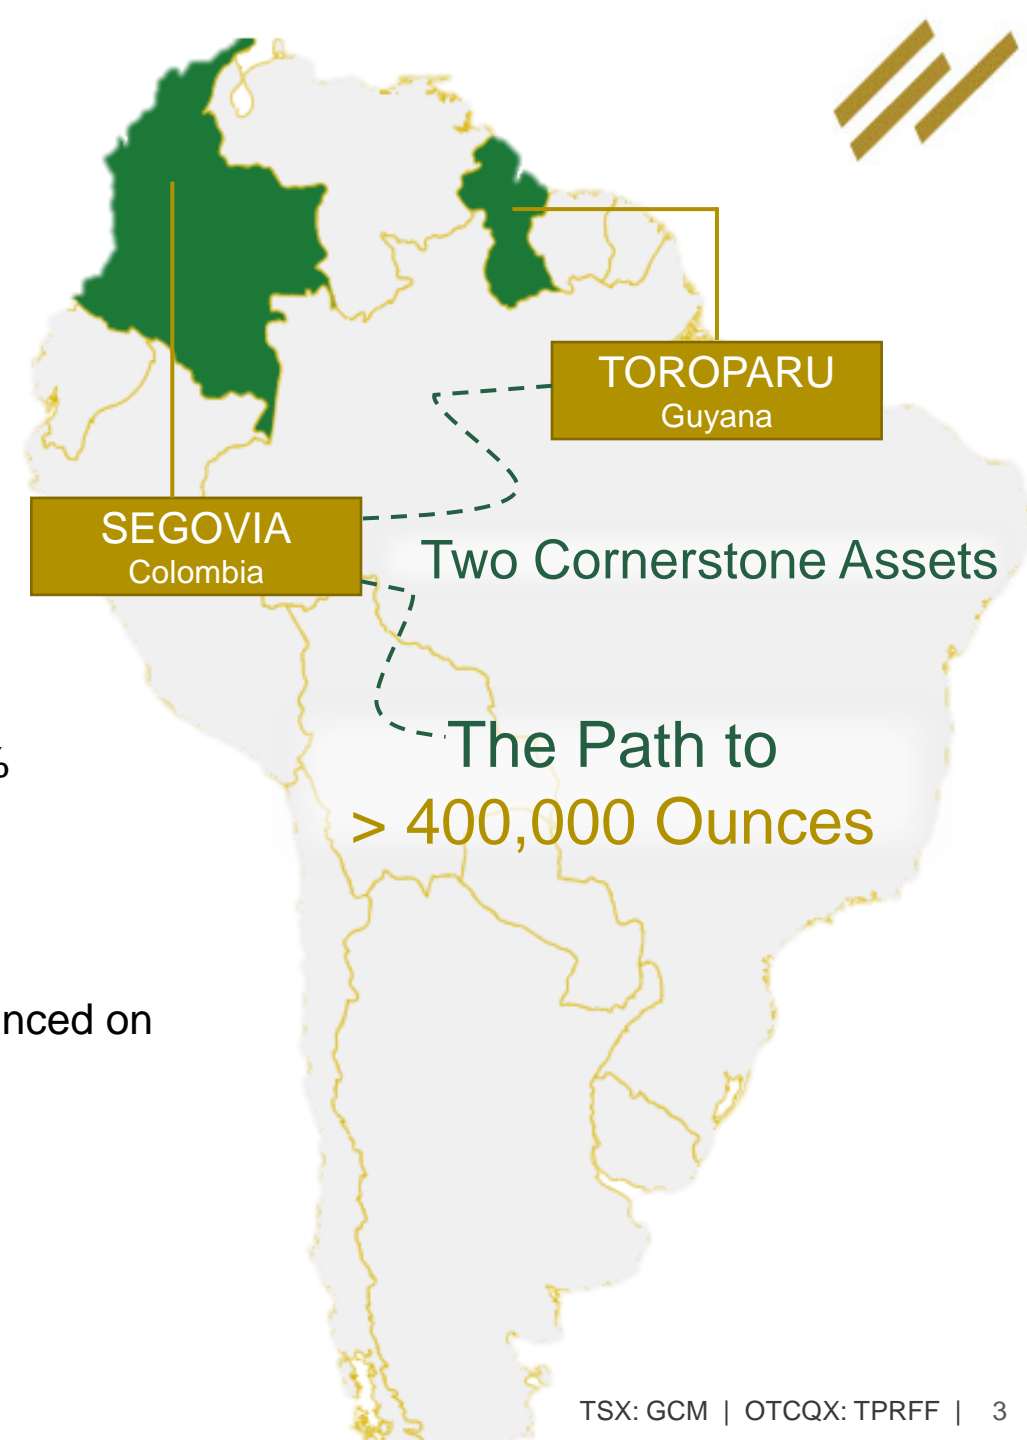 TOROPARU
Guyana
SEGOVIA
Colombia
Two Cornerstone Assets
The Path to
> 400,000 Ounces
%
nced on
TSX: GCM | OTCQX: TPRFF | 3